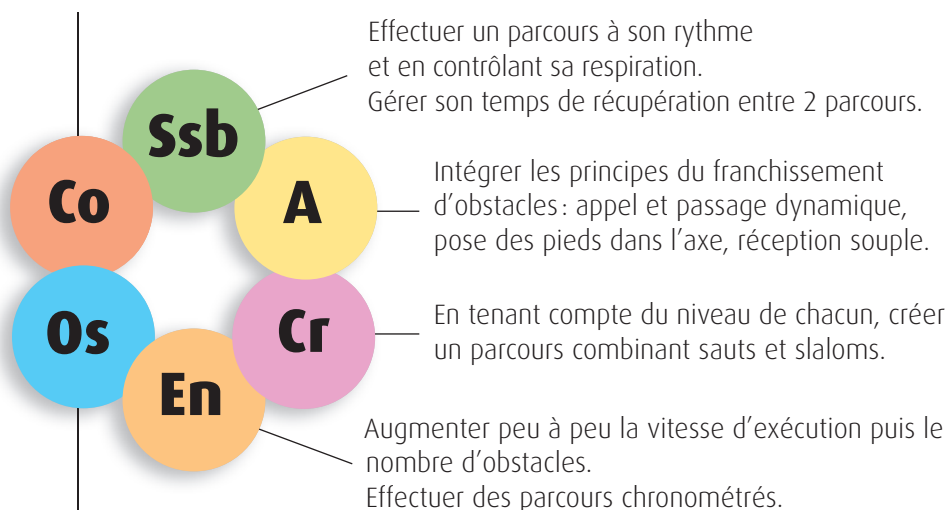 Effectuer un parcours à son rythme
et en contrôlant sa respiration.
Gérer son temps de récupération entre 2 parcours.
Ssb
Co
A
Intégrer les principes du franchissement
d’obstacles : appel et passage dynamique,
pose des pieds dans l’axe, réception souple.
Os
Cr
En tenant compte du niveau de chacun, créer
un parcours combinant sauts et slaloms.
En
Augmenter peu à peu la vitesse d’exécution puis le
nombre d’obstacles.
Effectuer des parcours chronométrés.